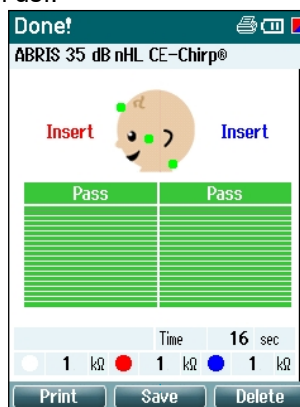 Done!
ABRIS 35 dB nHL CE-Chirp®
Insert Insert
Pass Pass
Time 16 sec
1 kΩ 1 kΩ 1 kΩ
Print Save Delete